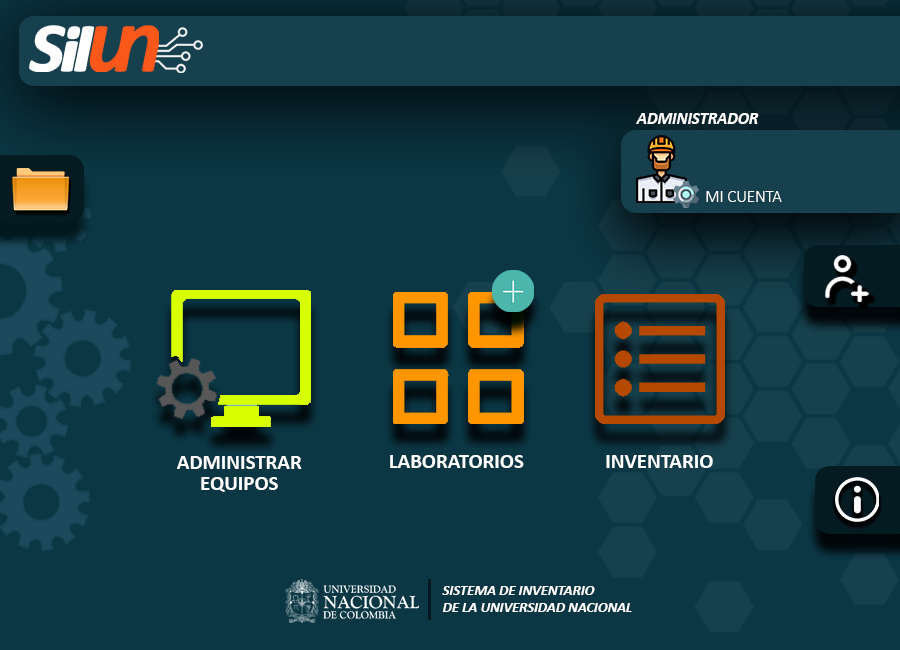 SilUn
ADMINISTRADOR
MI CUENTA
ADMINISTRAR
EQUIPOS
LABORATORIOS
INVENTARIO
UNIVERSIDAD
NACIONAL
DE COLOMBIA
SISTEMA DE INVENTARIO
DE LA UNIVERSIDAD NACIONAL